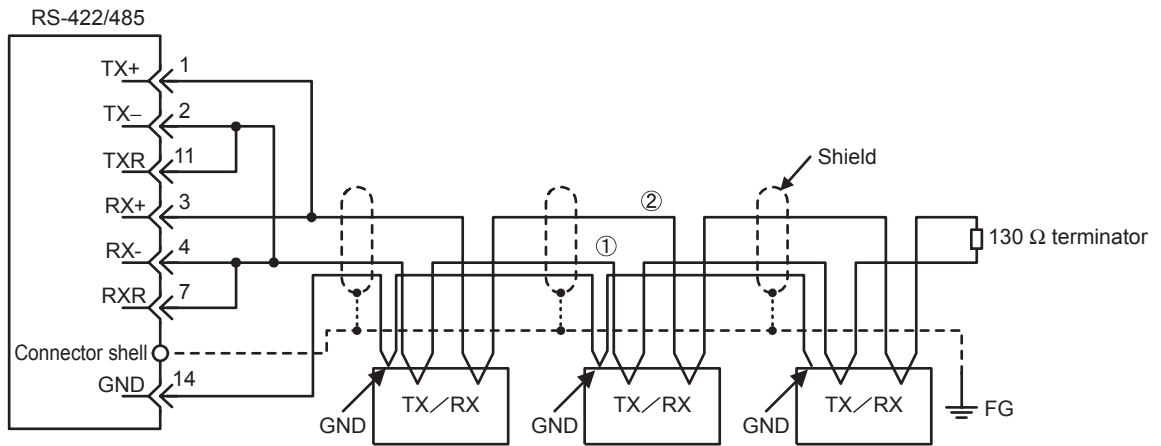 RS-422/485
TX+ 1
TX– 2
TXR 11
RX+ 3
RX- 4
RXR 7
Connector shell
GND 14
Shield
②
①
130 Ω terminator
GND
TX/RX
GND
TX/RX
GND
TX/RX
FG